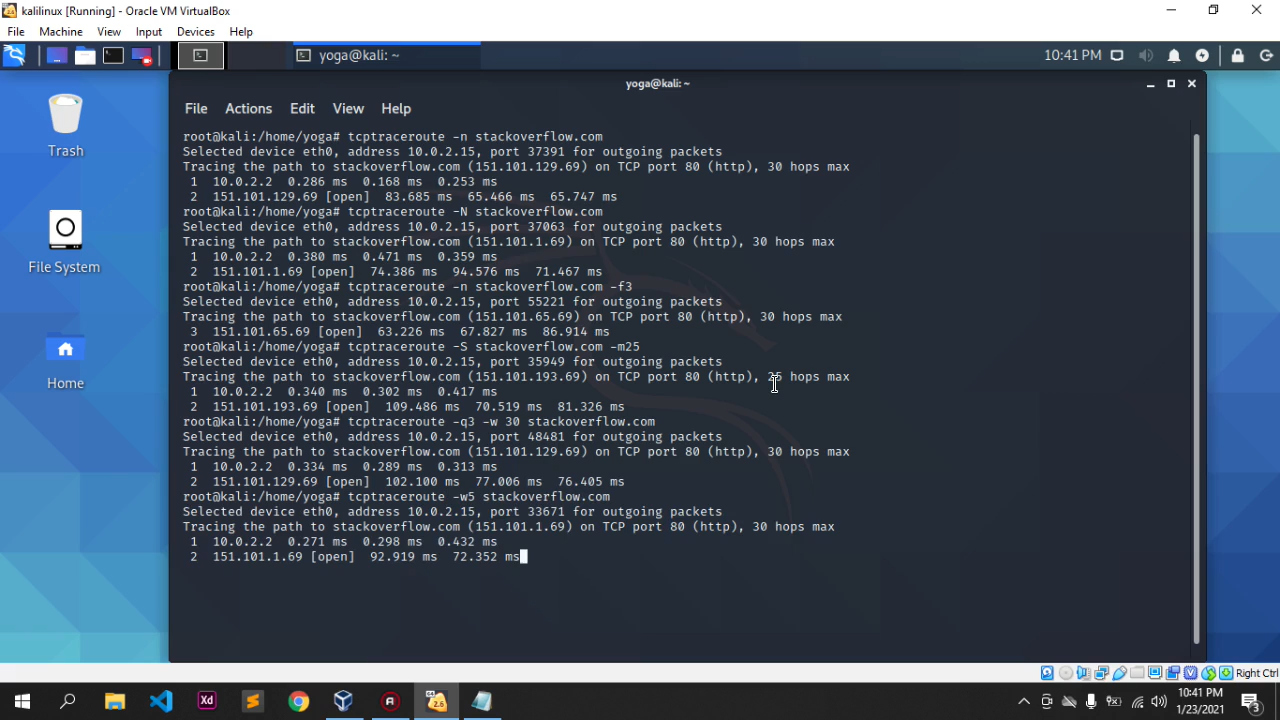 kalilinux [Running] - Oracle VM VirtualBox
File Machine View Input Devices Help
yoga@kali: ~
10:41 PM
yoga@kali: ~
File Actions Edit View Help
Trash
File System
Home
root@kali:/home/yoga# tcptraceroute -n stackoverflow.com
Selected device eth0, address 10.0.2.15, port 37391 for outgoing packets
Tracing the path to stackoverflow.com (151.101.129.69) on TCP port 80 (http), 30 hops max
1 10.0.2.2 0.286 ms 0.168 ms 0.253 ms
2 151.101.129.69 [open] 83.685 ms 65.466 ms 65.747 ms
root@kali:/home/yoga# tcptraceroute -N stackoverflow.com
Selected device eth0, address 10.0.2.15, port 37063 for outgoing packets
Tracing the path to stackoverflow.com (151.101.1.69) on TCP port 80 (http), 30 hops max
1 10.0.2.2 0.380 ms 0.471 ms 0.359 ms
2 151.101.1.69 [open] 74.386 ms 94.576 ms 71.467 ms
root@kali:/home/yoga# tcptraceroute -n stackoverflow.com -f3
Selected device eth0, address 10.0.2.15, port 55221 for outgoing packets
Tracing the path to stackoverflow.com (151.101.65.69) on TCP port 80 (http), 30 hops max
3 151.101.65.69 [open] 63.226 ms 67.827 ms 86.914 ms
root@kali:/home/yoga# tcptraceroute -S stackoverflow.com -m25
Selected device eth0, address 10.0.2.15, port 35949 for outgoing packets
Tracing the path to stackoverflow.com (151.101.193.69) on TCP port 80 (http), 25 hops max
1 10.0.2.2 0.340 ms 0.302 ms 0.417 ms
2 151.101.193.69 [open] 109.486 ms 70.519 ms 81.326 ms
root@kali:/home/yoga# tcptraceroute -q3 -w 30 stackoverflow.com
Selected device eth0, address 10.0.2.15, port 48481 for outgoing packets
Tracing the path to stackoverflow.com (151.101.129.69) on TCP port 80 (http), 30 hops max
1 10.0.2.2 0.334 ms 0.289 ms 0.313 ms
2 151.101.129.69 [open] 102.100 ms 77.006 ms 76.405 ms
root@kali:/home/yoga# tcptraceroute -w5 stackoverflow.com
Selected device eth0, address 10.0.2.15, port 33671 for outgoing packets
Tracing the path to stackoverflow.com (151.101.1.69) on TCP port 80 (http), 30 hops max
1 10.0.2.2 0.271 ms 0.298 ms 0.432 ms
2 151.101.1.69 [open] 92.919 ms 72.352 ms
Right Ctrl
Xd
2.6
10:41 PM
1/23/2021
3